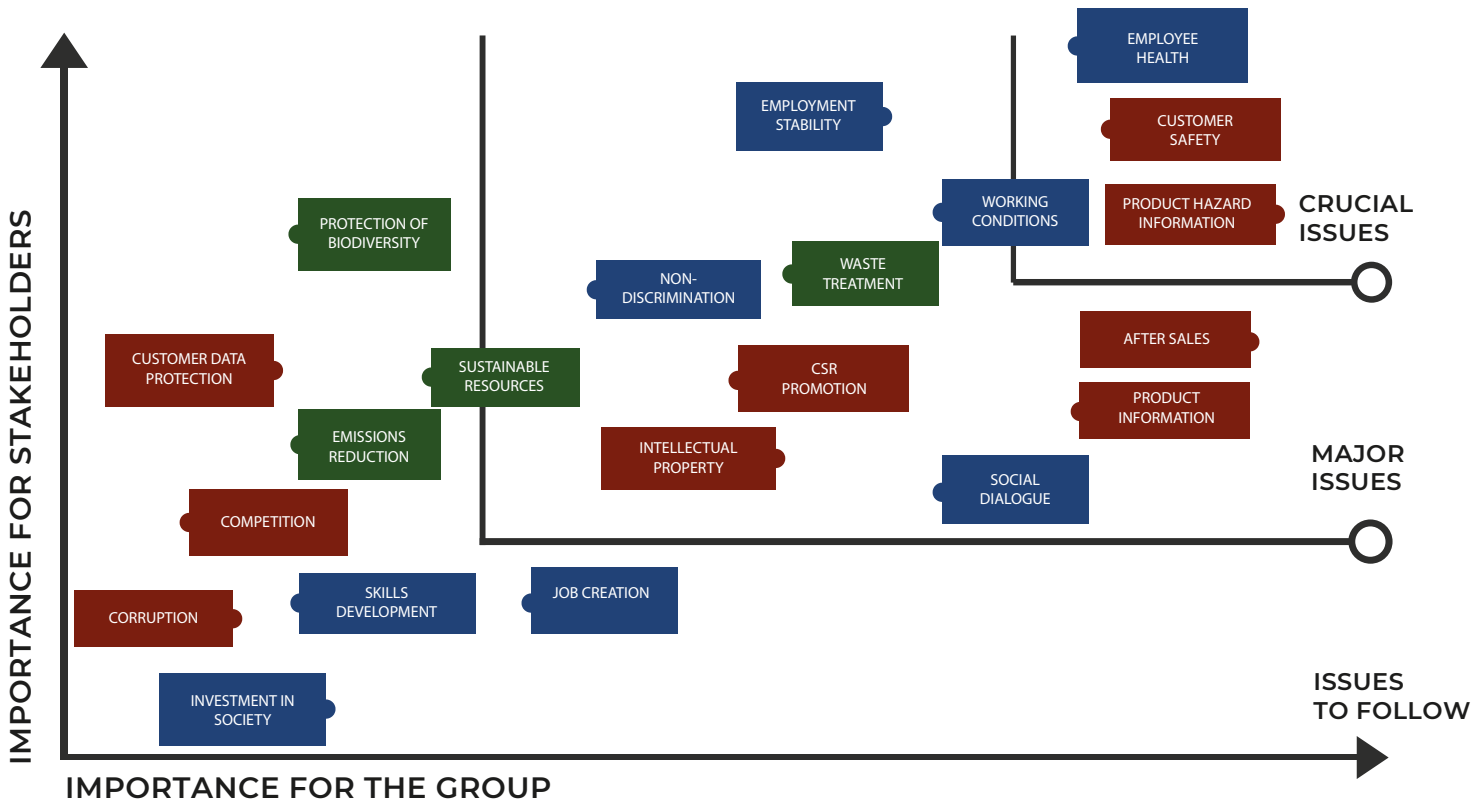 IMPORTANCE FOR STAKEHOLDERS
EMPLOYEE
HEALTH
EMPLOYMENT
STABILITY
CUSTOMER
SAFETY
WORKING
CONDITIONS
PRODUCT HAZARD
INFORMATION
CRUCIAL
ISSUES
PROTECTION OF
BIODIVERSITY
NON-
DISCRIMINATION
WASTE
TREATMENT
AFTER SALES
CUSTOMER DATA
PROTECTION
SUSTAINABLE
RESOURCES
CSR
PROMOTION
PRODUCT
INFORMATION
EMISSIONS
REDUCTION
INTELLECTUAL
PROPERTY
MAJOR
ISSUES
SOCIAL
DIALOGUE
COMPETITION
CORRUPTION
SKILLS
DEVELOPMENT
JOB CREATION
INVESTMENT IN
SOCIETY
ISSUES
TO FOLLOW
IMPORTANCE FOR THE GROUP